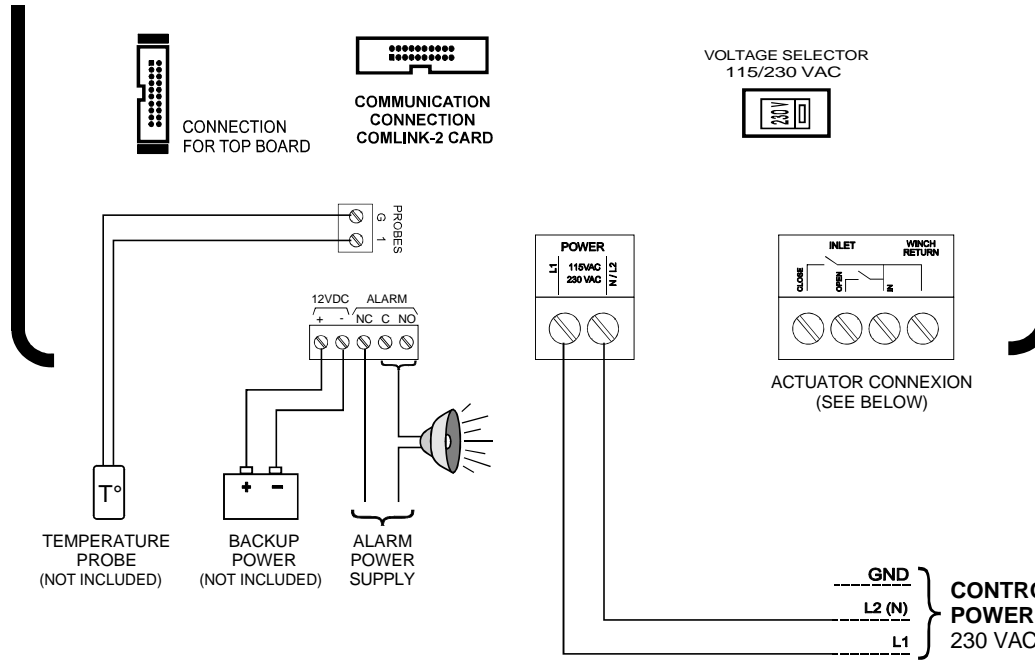 CONNECTION
FOR TOP BOARD
COMMUNICATION
CONNECTION
COMLINK-2 CARD
VOLTAGE SELECTOR
115/230 VAC
230 V
G
1
PROBES
12VDC
ALARM
+ - NC C NO
POWER
L1
115VAC
230 VAC
N / L2
INLET
WINCH
RETURN
CLOSE
OPEN
IN
ACTUATOR CONNEXION
(SEE BELOW)
T°
+ -
TEMPERATURE
PROBE
(NOT INCLUDED)
BACKUP
POWER
(NOT INCLUDED)
ALARM
POWER
SUPPLY
GND
L2 (N)
L1
CONTRO
POWER
230 VAC